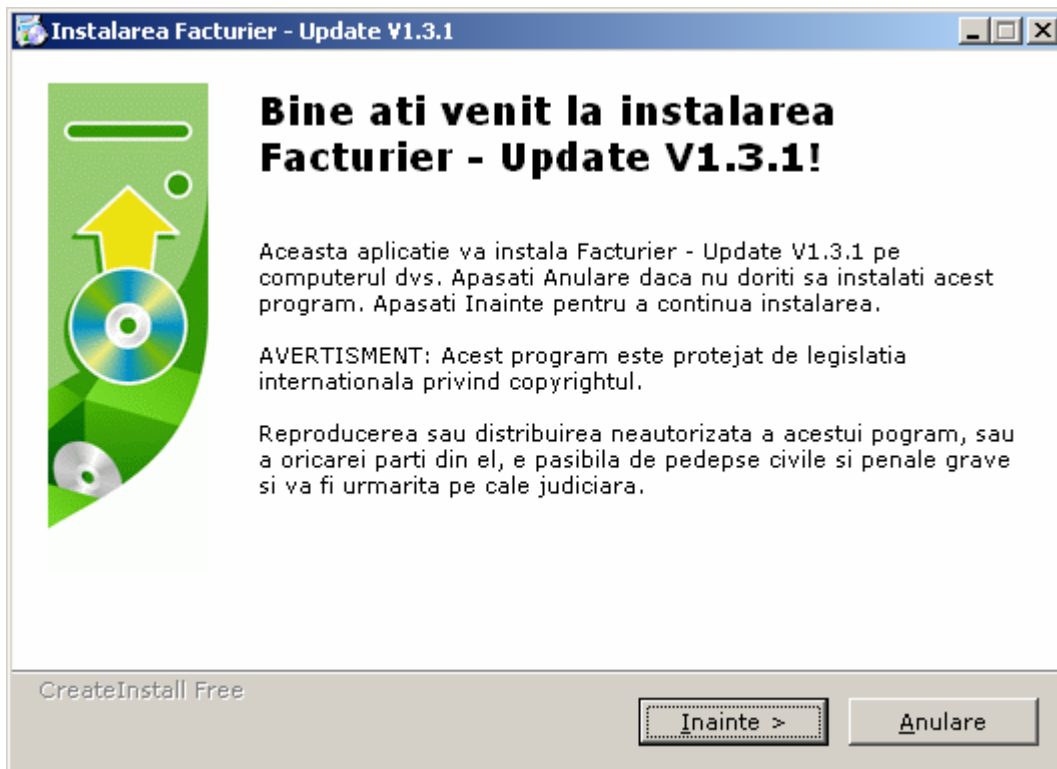 Instalarea Facturier - Update V1.3.1
Bine ati venit la instalarea
Facturier - Update V1.3.1!
Aceasta aplicatie va instala Facturier - Update V1.3.1 pe
computerul dvs. Apasati Anulare daca nu doriti sa instalati acest
program. Apasati Inainte pentru a continua instalarea.
AVERTISMENT: Acest program este protejat de legislatia
internationala privind copyrightul.
Reproducerea sau distribuirea neautorizata a acestui pogram, sau
a oricarei parti din el, e pasibila de pedepse civile si penale grave
si va fi urmarita pe cale judiciara.
CreateInstall Free
Inainte >
Anulare